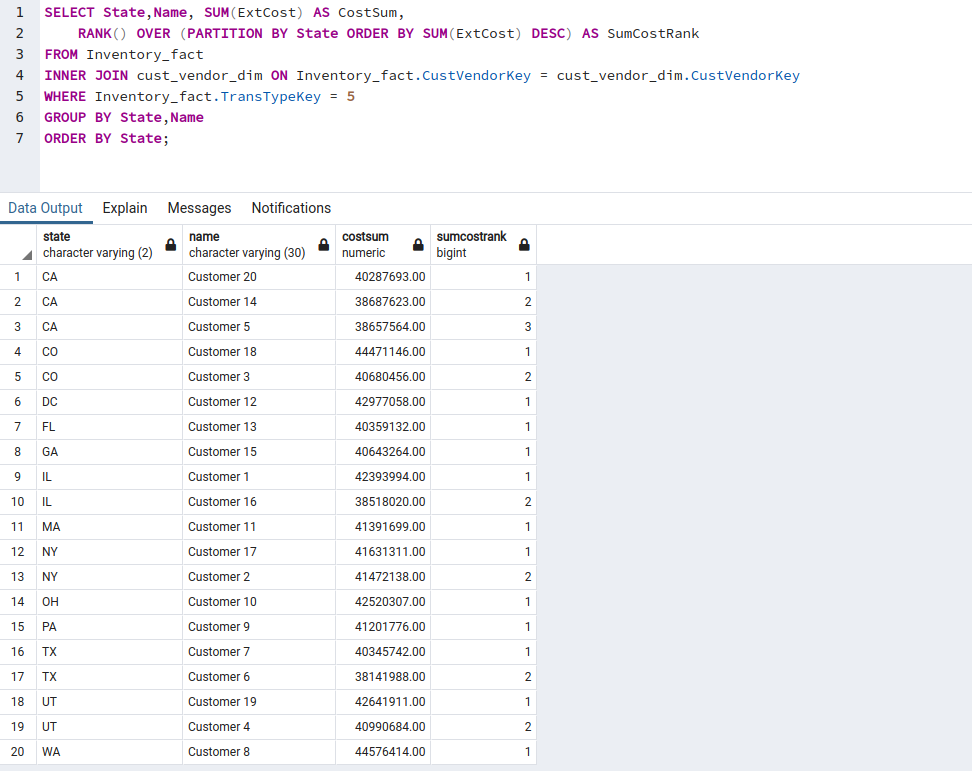 1 SELECT State,Name, SUM(ExtCost) AS CostSum,
2 RANK() OVER (PARTITION BY State ORDER BY SUM(ExtCost) DESC) AS SumCostRank
3 FROM Inventory_fact
4 INNER JOIN cust_vendor_dim ON Inventory_fact.CustVendorKey = cust_vendor_dim.CustVendorKey
5 WHERE Inventory_fact.TransTypeKey = 5
6 GROUP BY State,Name
7 ORDER BY State;
Data Output Explain Messages Notifications
state name costsum sumcostrank
character varying (2) character varying (30) numeric bigint
1 CA Customer 20 40287693.00 1
2 CA Customer 14 38687623.00 2
3 CA Customer 5 38657564.00 3
4 CO Customer 18 44471146.00 1
5 CO Customer 3 40680456.00 2
6 DC Customer 12 42977058.00 1
7 FL Customer 13 40359132.00 1
8 GA Customer 15 40643264.00 1
9 IL Customer 1 42393994.00 1
10 IL Customer 16 38518020.00 2
11 MA Customer 11 41391699.00 1
12 NY Customer 17 41631311.00 1
13 NY Customer 2 41472138.00 2
14 OH Customer 10 42520307.00 1
15 PA Customer 9 41201776.00 1
16 TX Customer 7 40345742.00 1
17 TX Customer 6 38141988.00 2
18 UT Customer 19 42641911.00 1
19 UT Customer 4 40990684.00 2
20 WA Customer 8 44576414.00 1